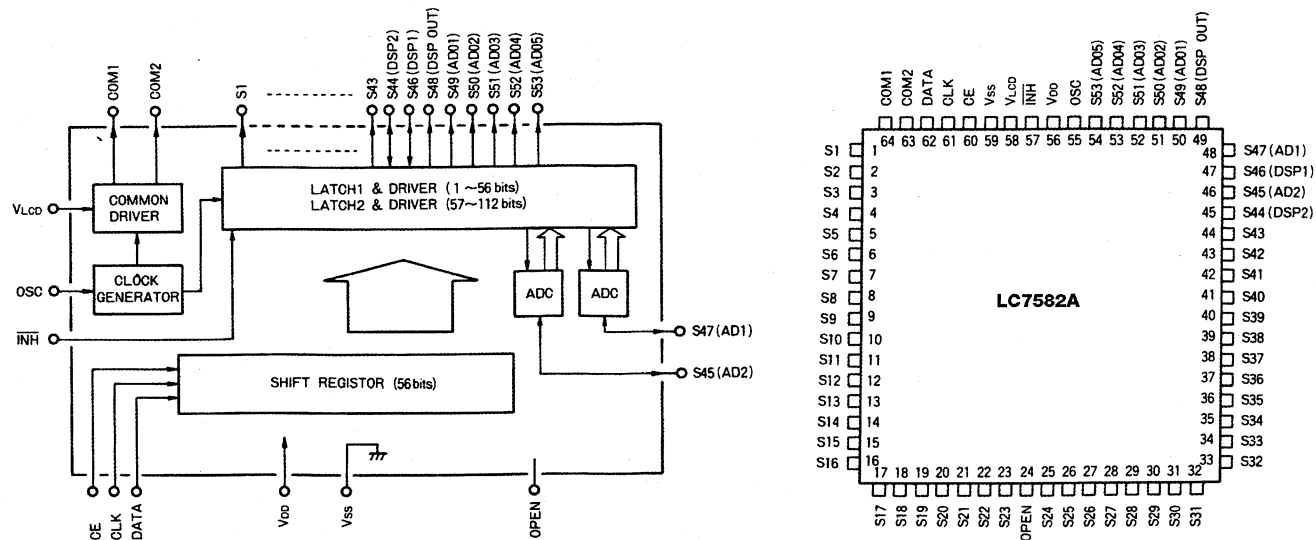 COM1
COM2
S1
S43
S44 (DSP2)
S46 (DSP1)
S48 (DSP OUT)
S49 (AD01)
S50 (AD02)
S51 (AD03)
S52 (AD04)
S53 (AD05)
VLCD
COMMON DRIVER
OSC
CLOCK GENERATOR
INH
LATCH1 & DRIVER (1 ~56 bits)
LATCH2 & DRIVER (57~112 bits)
ADC
ADC
S47 (AD1)
S45 (AD2)
SHIFT REGISTOR (56 bits)
CE
CLK
DATA
VDD
VSS
OPEN
COM1
COM2
DATA
CLK
CE
VSS
VLCD
INH
VDD
OSC
S53 (AD05)
S52 (AD04)
S51 (AD03)
S50 (AD02)
S49 (AD01)
S48 (DSP OUT)
64 63 62 61 60 59 58 57 56 55 54 53 52 51 50 49
S1 1
S2 2
S3 3
S4 4
S5 5
S6 6
S7 7
S8 8
S9 9
S10 10
S11 11
S12 12
S13 13
S14 14
S15 15
S16 16
LC7582A
48 S47 (AD1)
47 S46 (DSP1)
46 S45 (AD2)
45 S44 (DSP2)
44 S43
43 S42
42 S41
41 S40
40 S39
39 S38
38 S37
37 S36
36 S35
35 S34
34 S33
33 S32
17 18 19 20 21 22 23 24 25 26 27 28 29 30 31 32
S17
S18
S19
S20
S21
S22
S23
OPEN
S24
S25
S26
S27
S28
S29
S30
S31